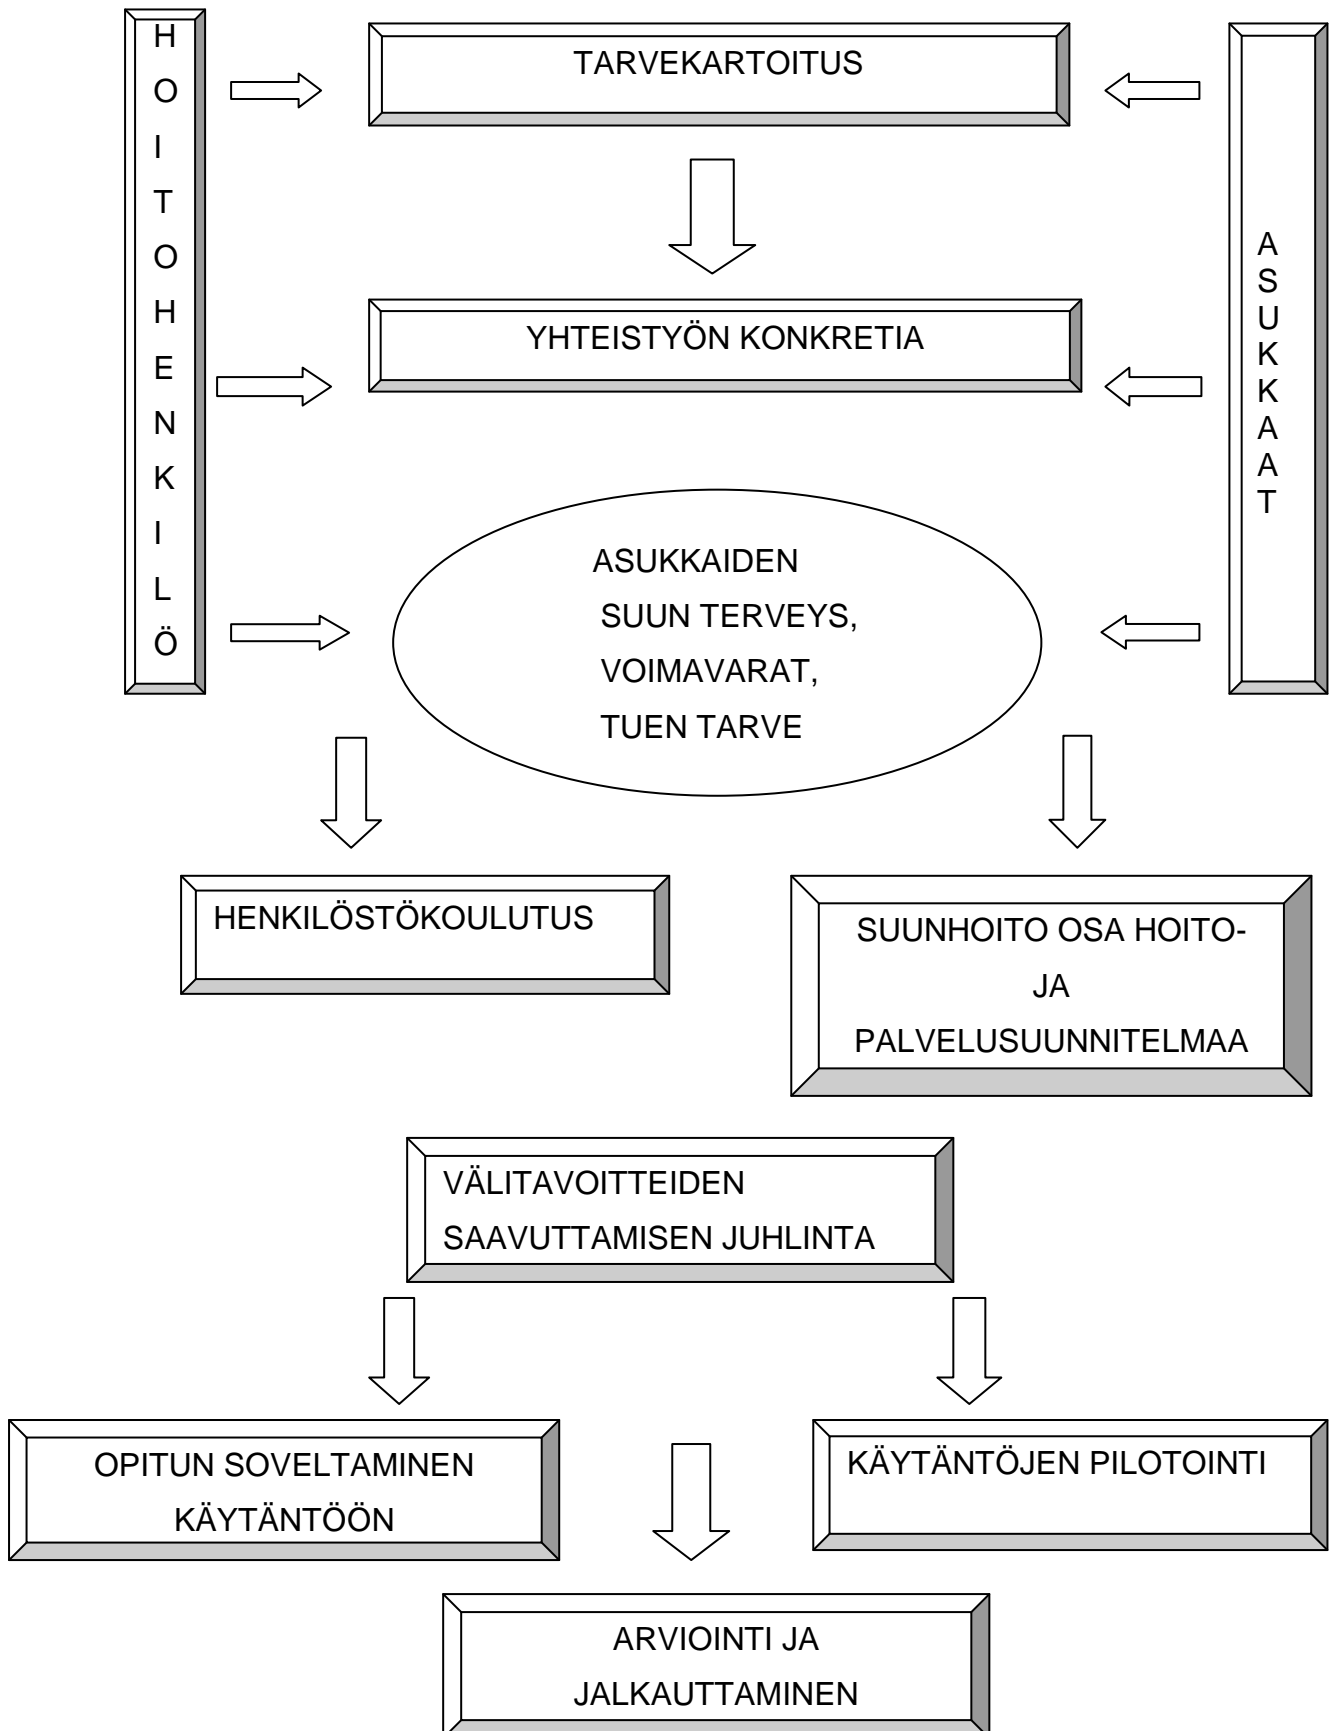 HOITOHENKILÖ
TARVEKARTOITUS
ASUKKAAT
YHTEISTYÖN KONKRETIA
ASUKKAIDEN
SUUN TERVEYS,
VOIMAVARAT,
TUEN TARVE
HENKILÖSTÖKOULUTUS
SUUNHOITO OSA HOITO-
JA
PALVELUSUUNNITELMAA
VÄLITAVOITTEIDEN
SAAVUTTAMISEN JUHLINTA
OPITUN SOVELTAMINEN
KÄYTÄNTÖÖN
KÄYTÄNTÖJEN PILOTOINTI
ARVIOINTI JA
JALKAUTTAMINEN